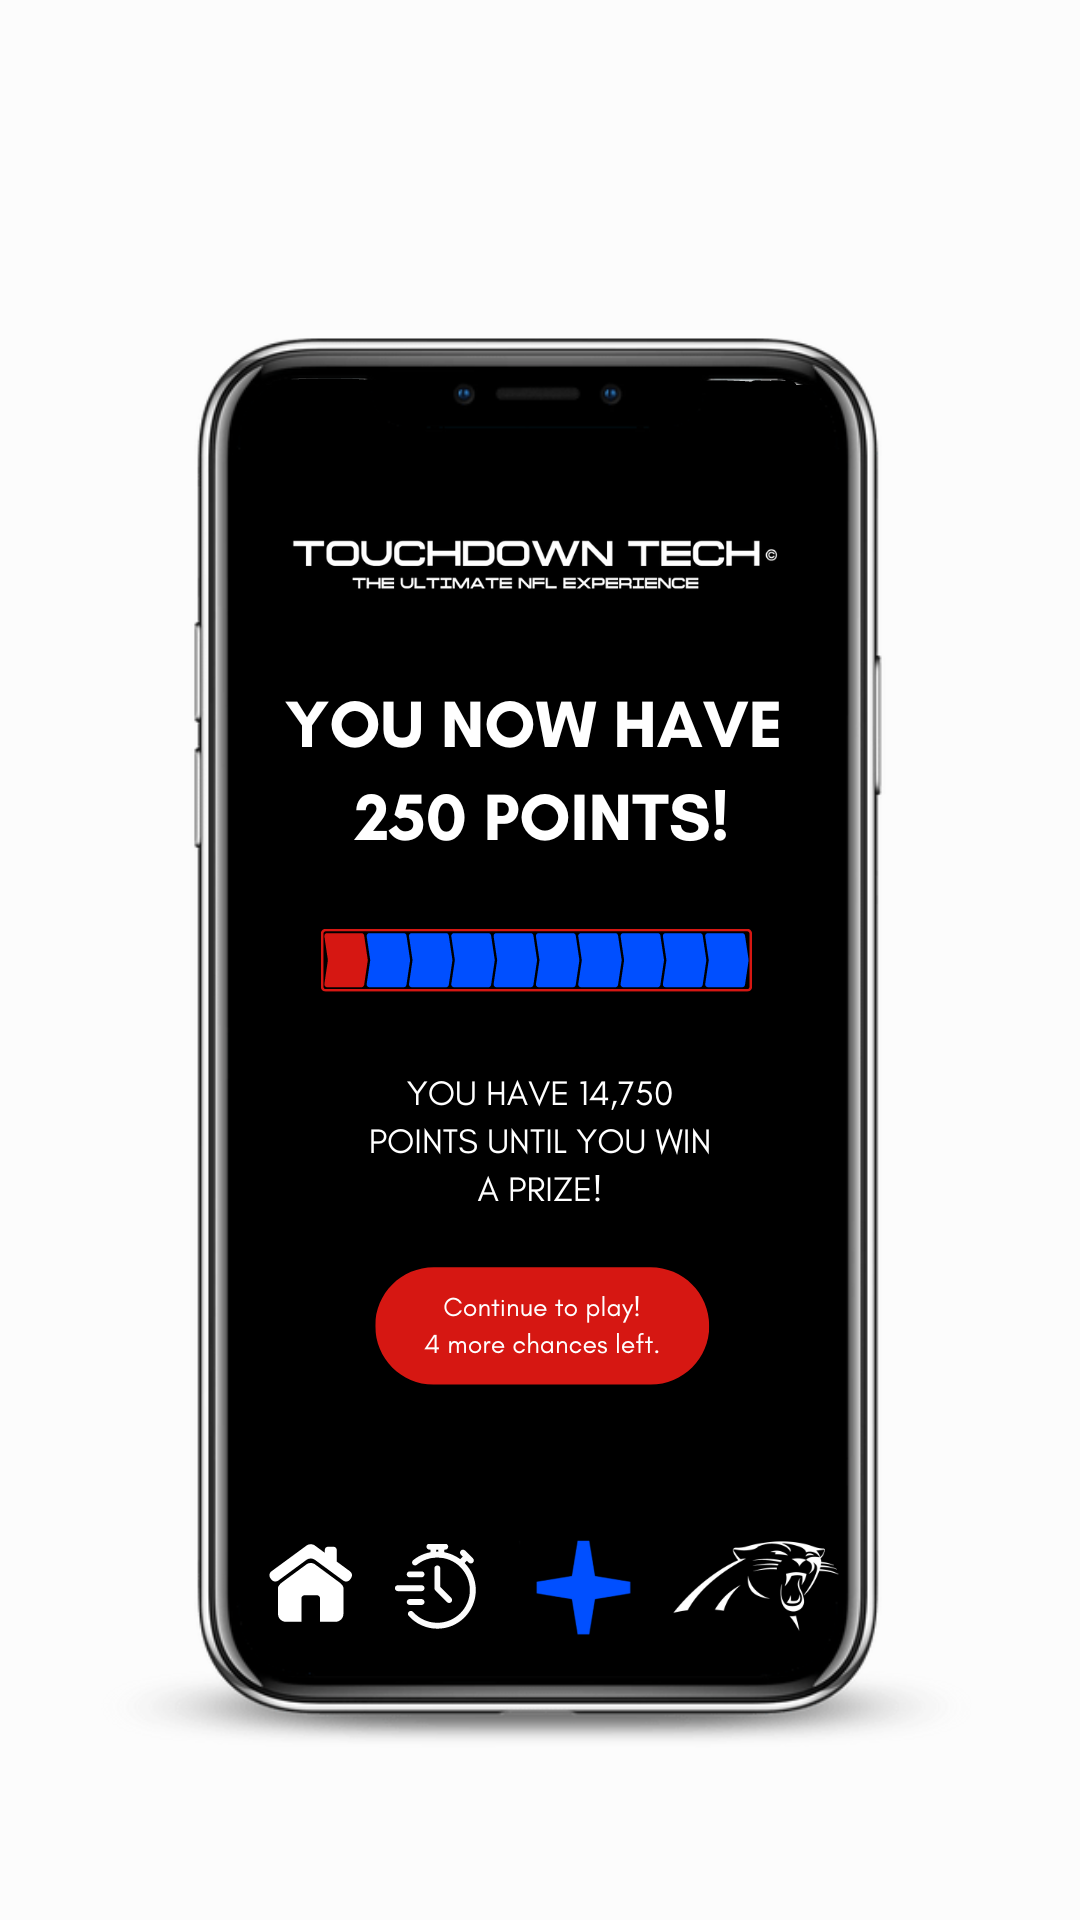 TOUCHDOWN TECH©
THE ULTIMATE NFL EXPERIENCE
YOU NOW HAVE
250 POINTS!
YOU HAVE 14,750
POINTS UNTIL YOU WIN
A PRIZE!
Continue to play!
4 more chances left.